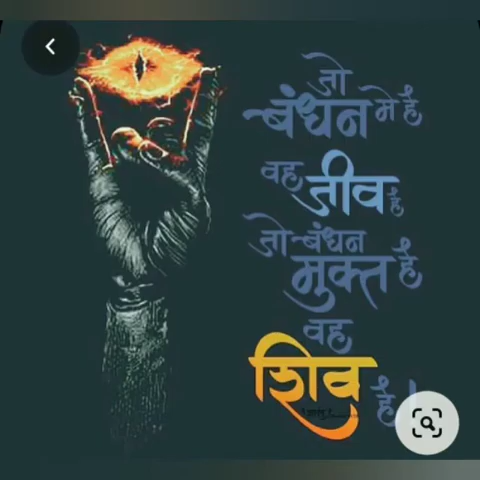 जो
बंधन में है
वह जीव है
जो बंधन
मुक्त है
वह
शिव है।